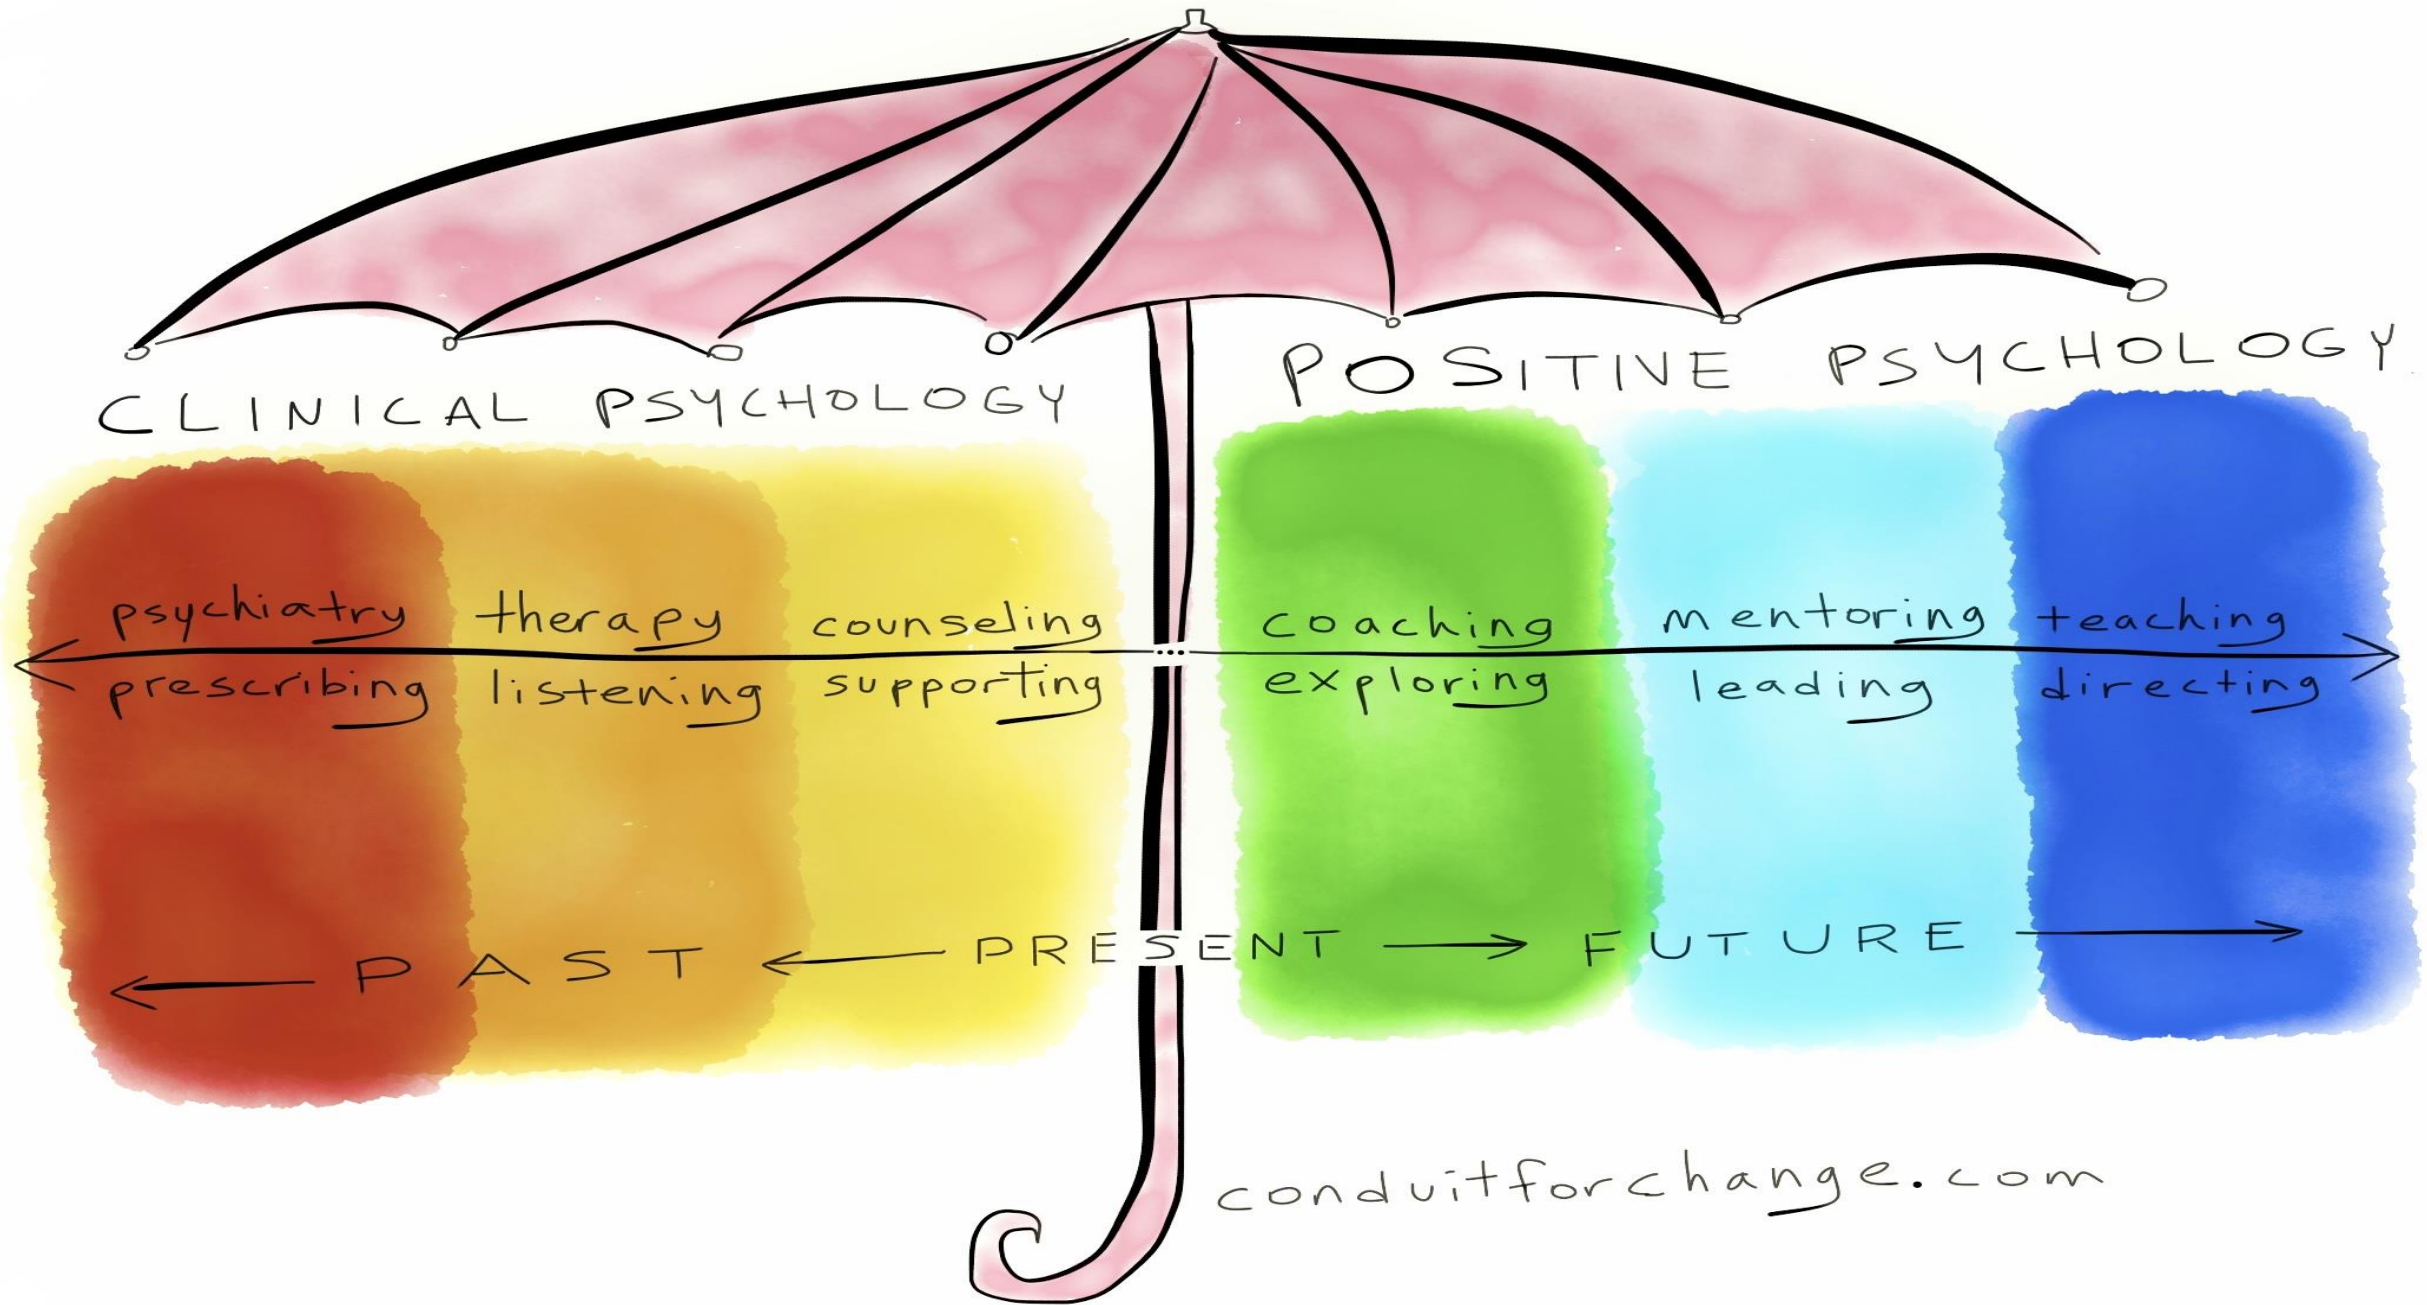 CLINICAL PSYCHOLOGY
POSITIVE PSYCHOLOGY
psychiatry therapy counseling ... coaching mentoring teaching
prescribing listening supporting exploring leading directing
PAST PRESENT FUTURE
conduitforchange.com